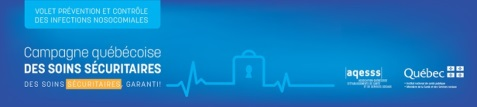 VOLET PRÉVENTION ET CONTRÔLE
DES INFECTIONS NOSOCOMIALES
Campagne québécoise
DES SOINS SÉCURITAIRES
DES SOINS SÉCURITAIRES, GARANTI!
aqesss
Québec